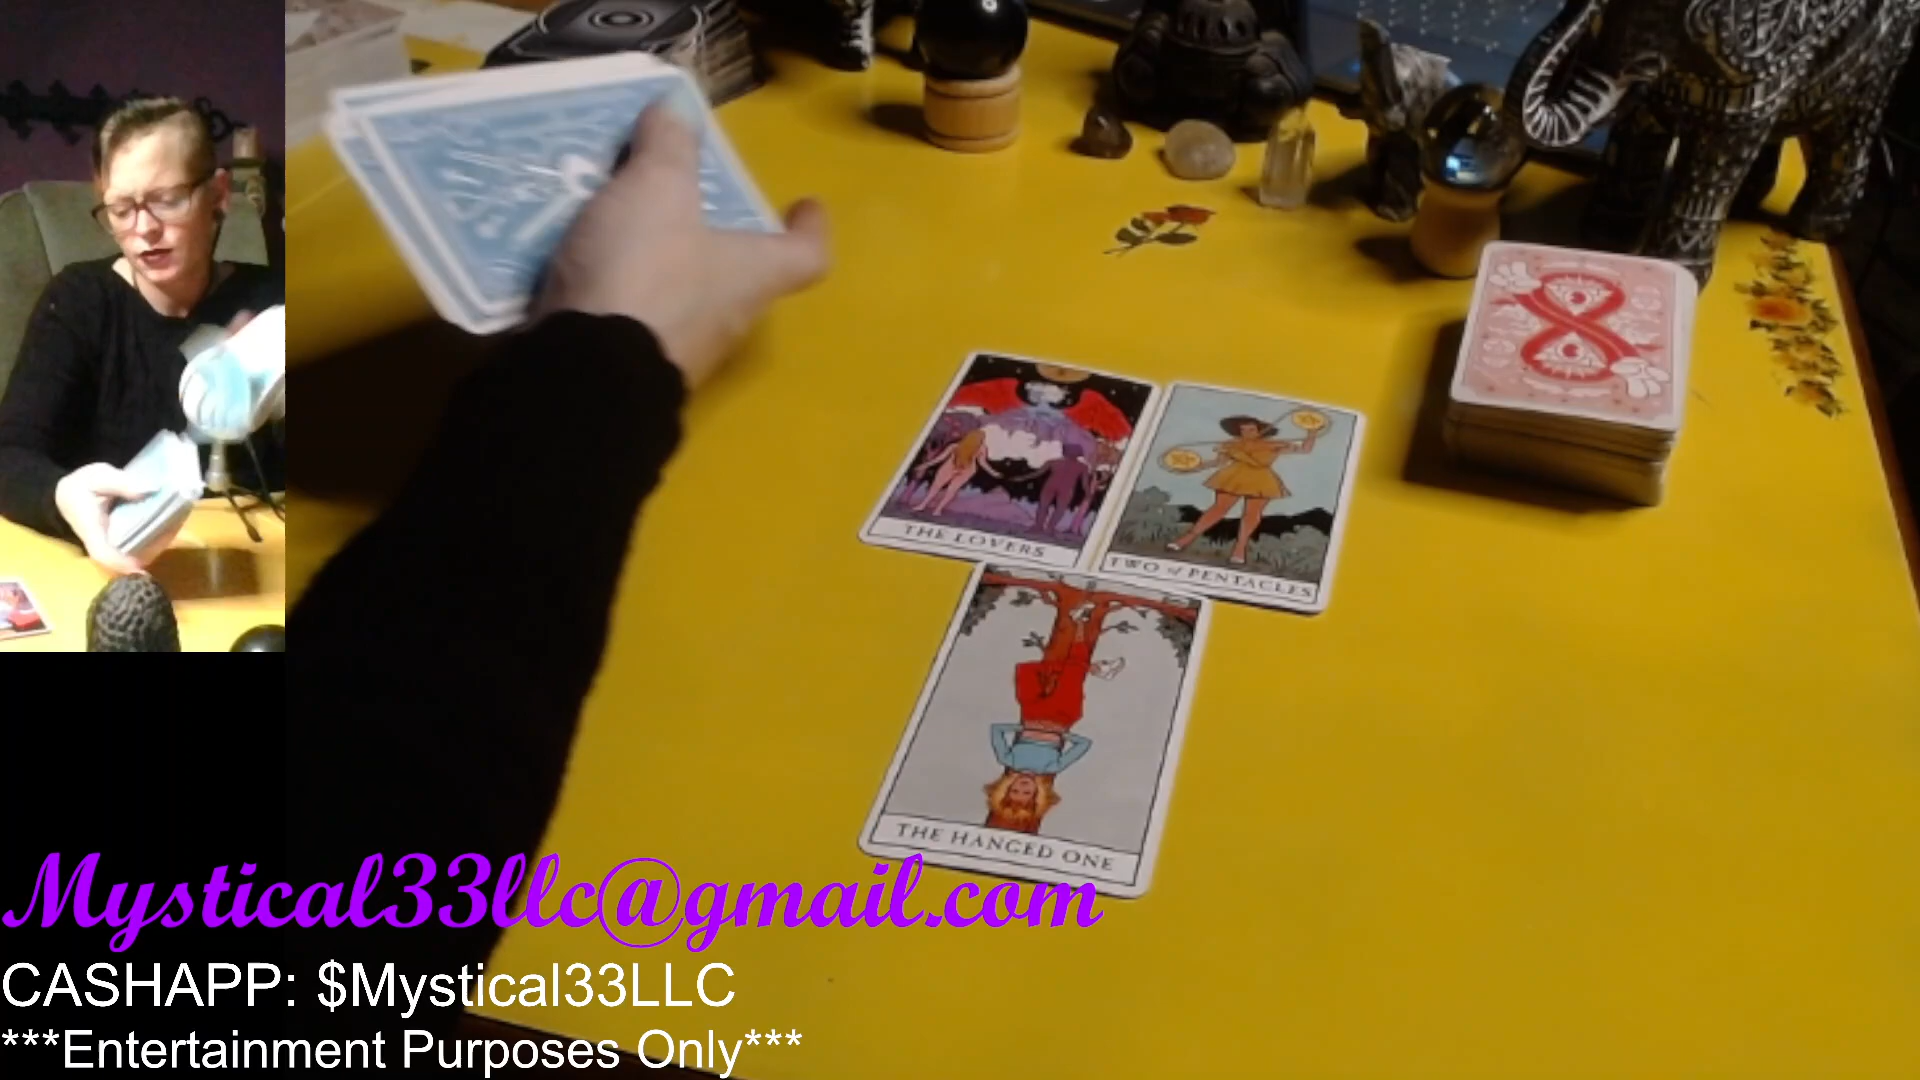 THE LOVERS
TWO of PENTACLES
THE HANGED ONE
Mystical33llc@gmail.com
CASHAPP: $Mystical33LLC
***Entertainment Purposes Only***